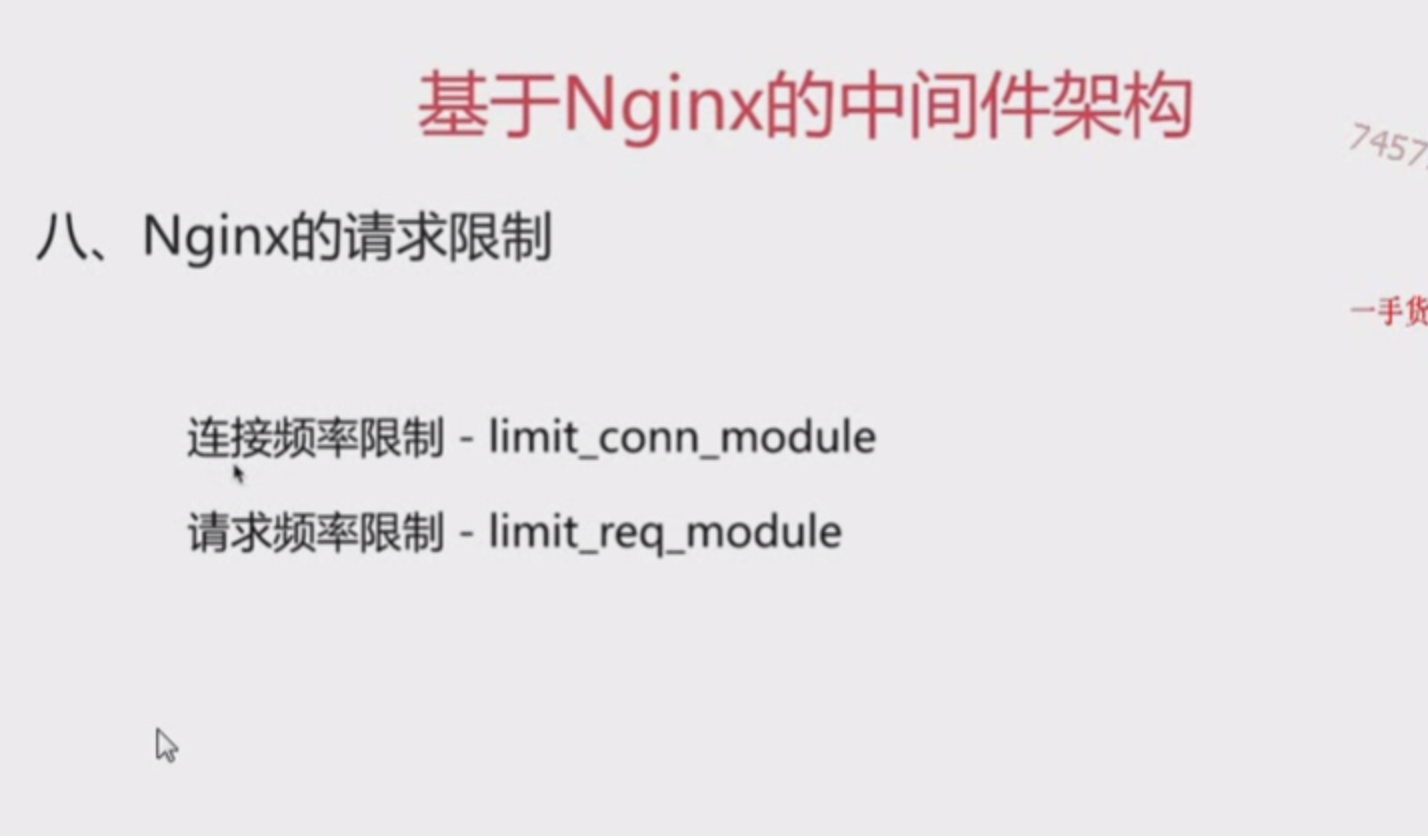 基于Nginx的中间件架构
7457
八、Nginx的请求限制
一手货
连接频率限制 - limit_conn_module
请求频率限制 - limit_req_module